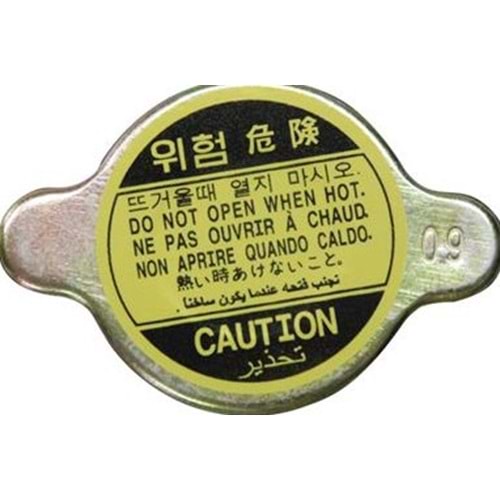 위험 危険
뜨거울때 열지 마시오.
DO NOT OPEN WHEN HOT.
NE PAS OUVRIR À CHAUD.
NON APRIRE QUANDO CALDO.
熱い時あけないこと。
تجنب فتحه عندما يكون ساخنا.
CAUTION
تحذير
0.9